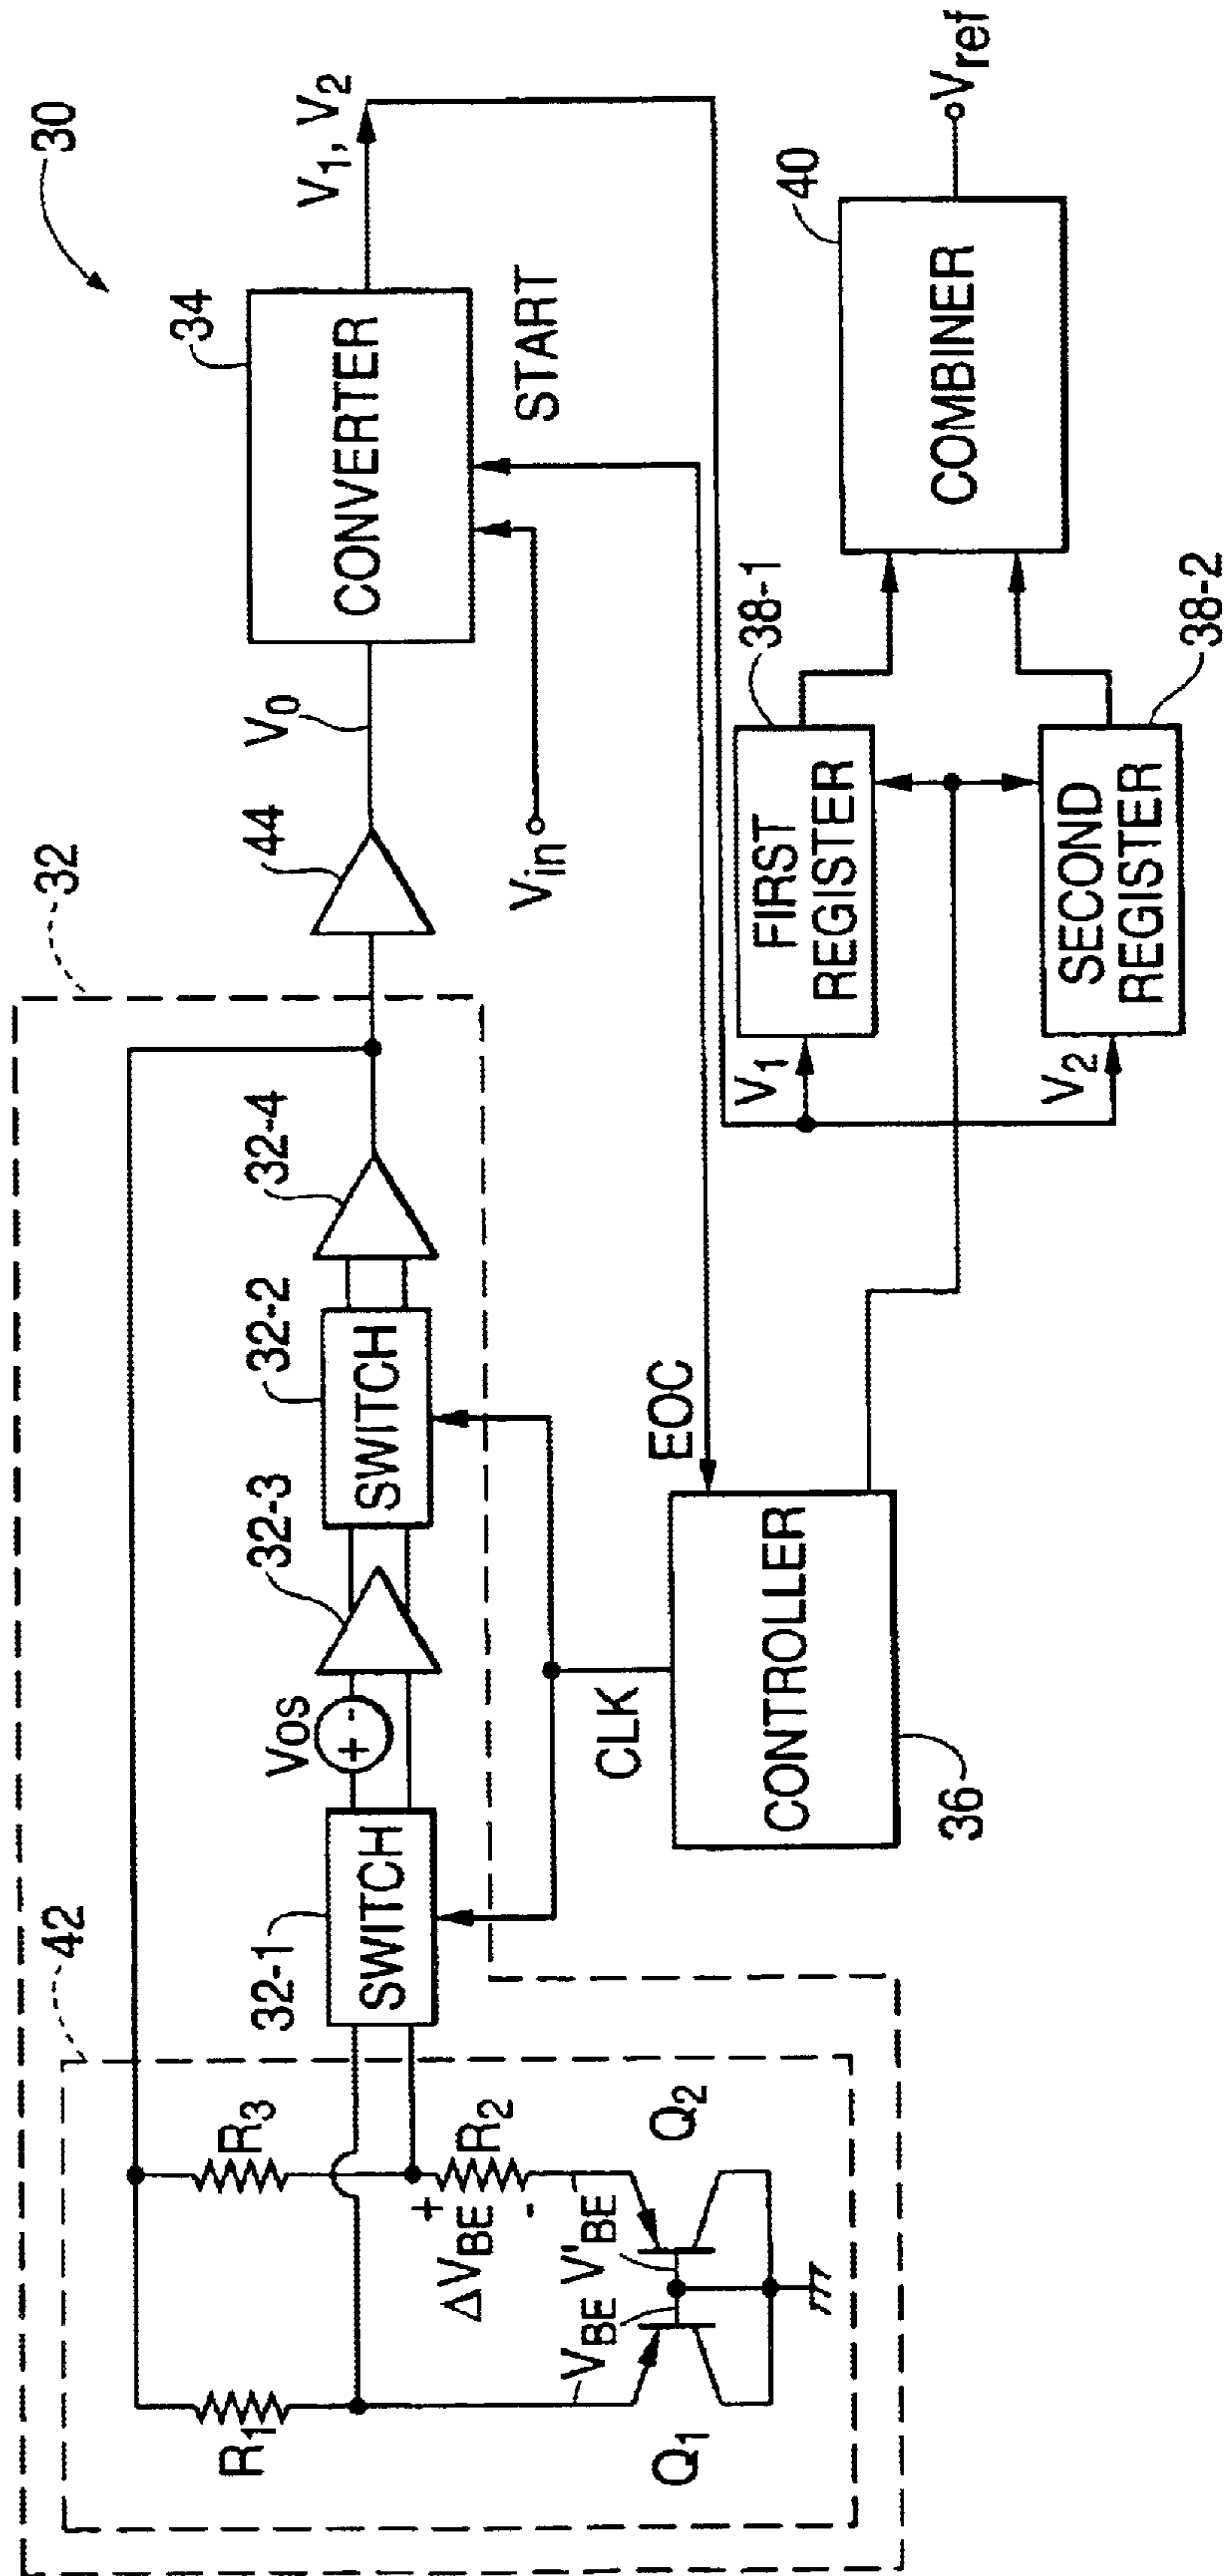 30
32
42
34
44
V0
V1, V2
CONVERTER
START
Vin
32-1
SWITCH
VOS
32-3
32-2
SWITCH
32-4
R1
R3
R2
+
ΔVBE
-
VBE
V'BE
Q1
Q2
+
-
CLK
EOC
CONTROLLER
36
V1
FIRST
REGISTER
38-1
V2
SECOND
REGISTER
38-2
COMBINER
40
Vref